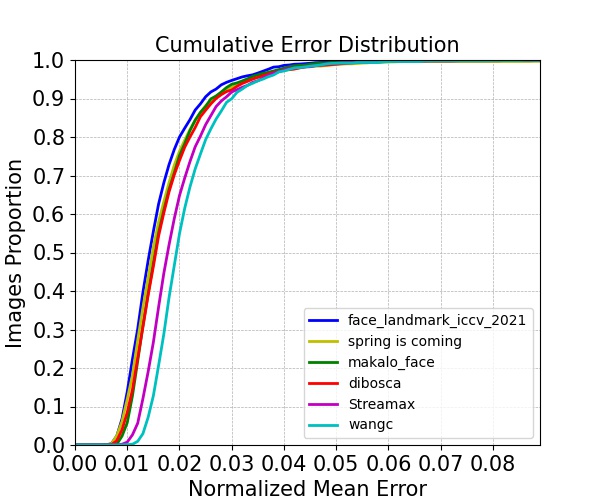 Cumulative Error Distribution
Images Proportion
1.0
0.9
0.8
0.7
0.6
0.5
0.4
0.3
0.2
0.1
0.0
face_landmark_iccv_2021
spring is coming
makalo_face
dibosca
Streamax
wangc
0.00 0.01 0.02 0.03 0.04 0.05 0.06 0.07 0.08
Normalized Mean Error